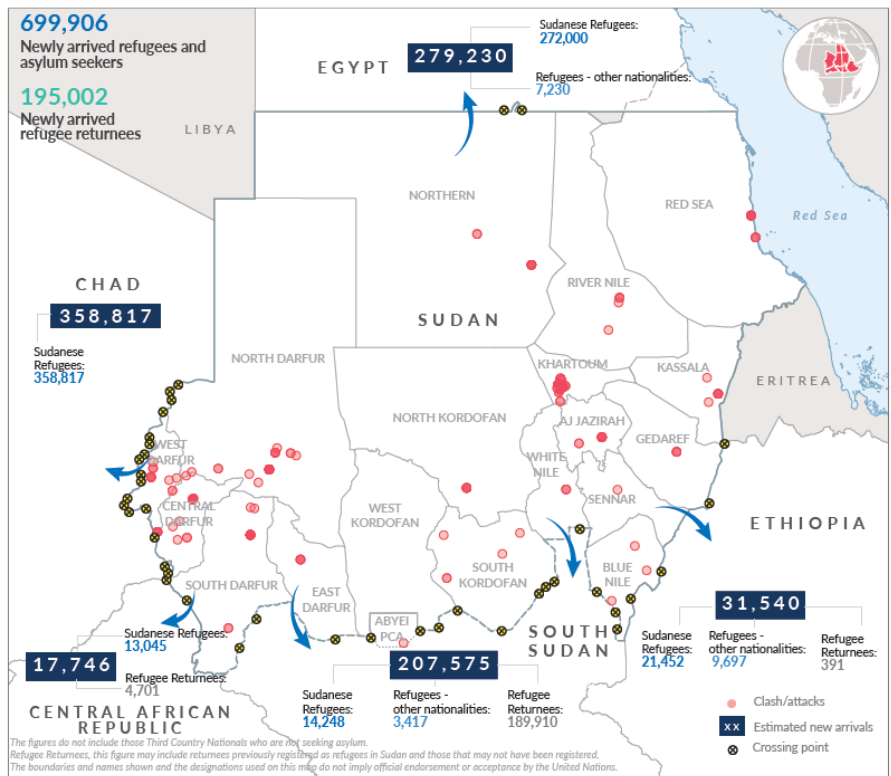 699,906
Newly arrived refugees and
asylum seekers
195,002
Newly arrived
refugee returnees
LIBYA
EGYPT
279,230
Sudanese Refugees:
272,000
Refugees - other nationalities:
7,230
NORTHERN
RED SEA
Red Sea
CHAD
358,817
Sudanese
Refugees:
358,817
RIVER NILE
SUDAN
NORTH DARFUR
KHARTOUM
KASSALA
ERITREA
NORTH KORDOFAN
AJ JAZIRAH
GEDAREF
WEST
DARFUR
WHITE
NILE
SENNAR
CENTRAL
DARFUR
WEST
KORDOFAN
ETHIOPIA
SOUTH
KORDOFAN
BLUE
NILE
SOUTH DARFUR
EAST
DARFUR
ABYEI
PCA
SOUTH
SUDAN
31,540
Sudanese
Refugees:
21,452
Refugees -
other nationalities:
9,697
Refugee
Returnees:
391
17,746
Sudanese Refugees:
13,045
Refugee Returnees:
4,701
CENTRAL AFRICAN
REPUBLIC
207,575
Sudanese
Refugees:
14,248
Refugees -
other nationalities:
3,417
Refugee
Returnees:
189,910
Clash/attacks
xx Estimated new arrivals
Crossing point
The figures do not include those Third Country Nationals who are not seeking asylum.
Refugee Returnees, this figure may include returnees previously registered as refugees in Sudan and those that may not have been registered.
The boundaries and names shown and the designations used on this map do not imply official endorsement or acceptance by the United Nations.